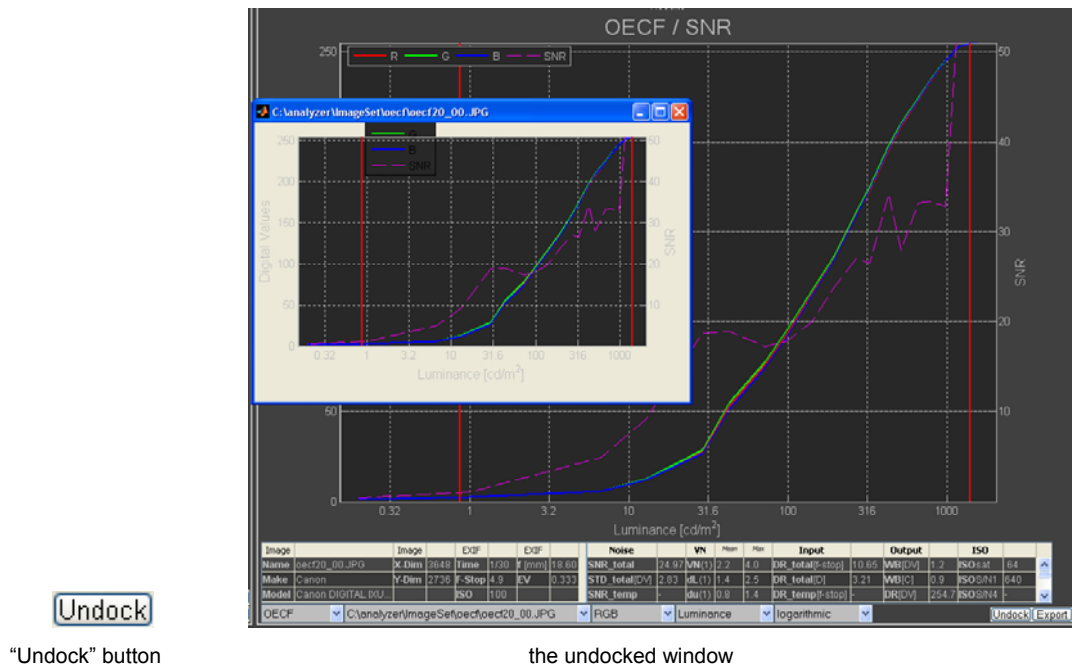 OECF / SNR
250
R G B SNR
50
C:\analyzer\ImageSet\oecf\oecf20_00.JPG
250
200
150
100
50
0
Digital Values
G
B
SNR
50
40
30
20
10
SNR
0.32 1 3.2 10 31.6 100 316 1000
Luminance [cd/m²]
40
30
20
10
SNR
50
0
0.32 1 3.2 10 31.6 100 316 1000
Luminance [cd/m²]
Image Image EXIF EXIF Noise VN Mean Max Input Output ISO
Name oecf20_00.JPG X-Dim 3648 Time 1/30 f [mm] 18.60 SNR_total 24.97 VN(1) 2.2 4.0 DR_total[f-stop] 10.65 WB[DV] 1.2 ISOsat 64
Make Canon Y-Dim 2736 F-Stop 4.9 EV 0.333 STD_total[DV] 2.83 dL(1) 1.4 2.5 DR_total[D] 3.21 WB[C] 0.9 ISOS/N1 640
Model Canon DIGITAL IXU... ISO 100 SNR_temp - du(1) 0.8 1.4 DR_temp[f-stop] - DR[DV] 254.7 ISOS/N4 -
OECF C:\analyzer\ImageSet\oecf\oecf20_00.JPG RGB Luminance logarithmic Undock Export
Undock
“Undock” button the undocked window